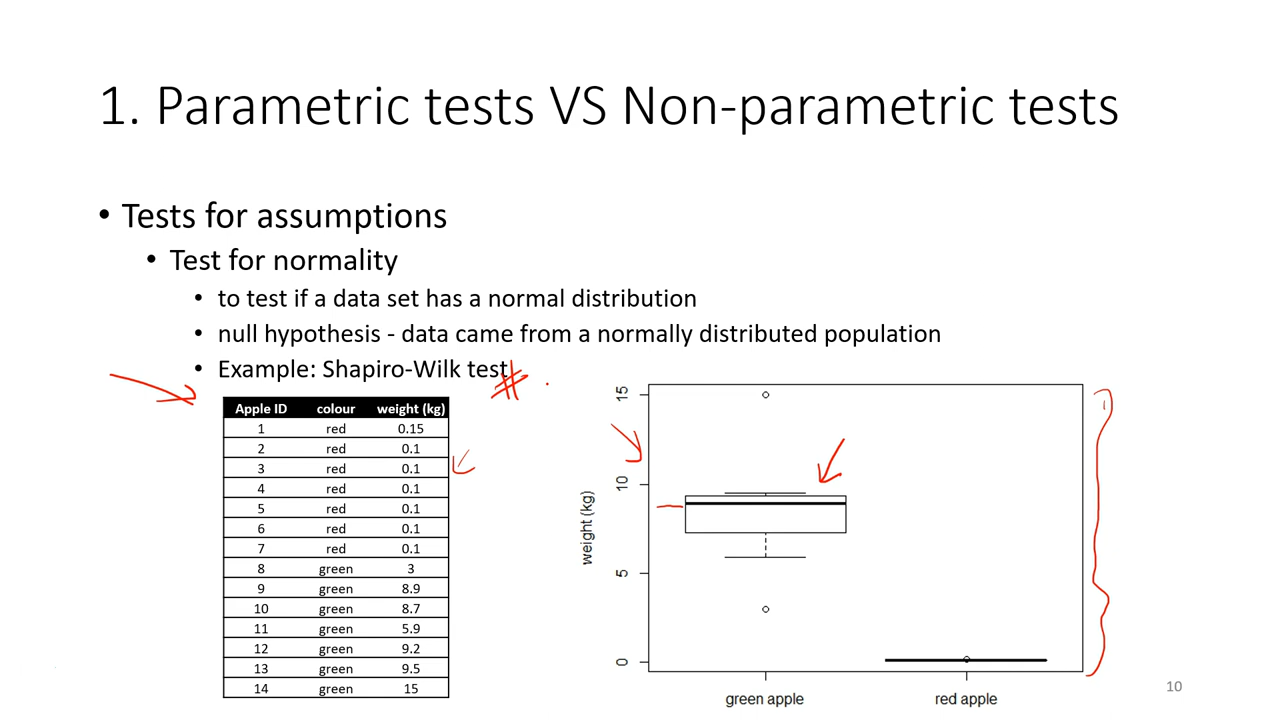 1. Parametric tests VS Non-parametric tests
• Tests for assumptions
• Test for normality
• to test if a data set has a normal distribution
• null hypothesis - data came from a normally distributed population
• Example: Shapiro-Wilk test
Apple ID colour weight (kg)
1 red 0.15
2 red 0.1
3 red 0.1
4 red 0.1
5 red 0.1
6 red 0.1
7 red 0.1
8 green 3
9 green 8.9
10 green 8.7
11 green 5.9
12 green 9.2
13 green 9.5
14 green 15
weight (kg)
15
10
5
0
green apple red apple
10